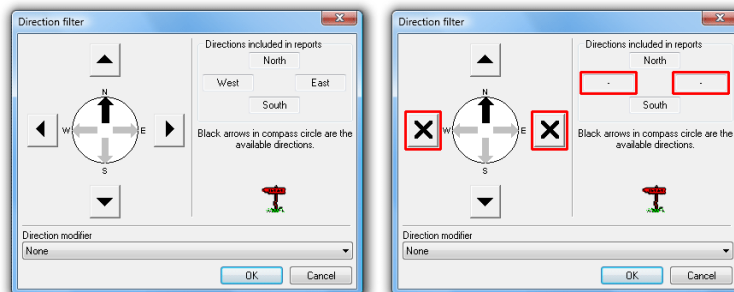 Direction filter
Directions included in reports
North
West East
South
N
W E
S
Black arrows in compass circle are the
available directions.
Direction modifier
None
OK Cancel
Direction filter
Directions included in reports
North
- -
South
N
W E
S
Black arrows in compass circle are the
available directions.
Direction modifier
None
OK Cancel